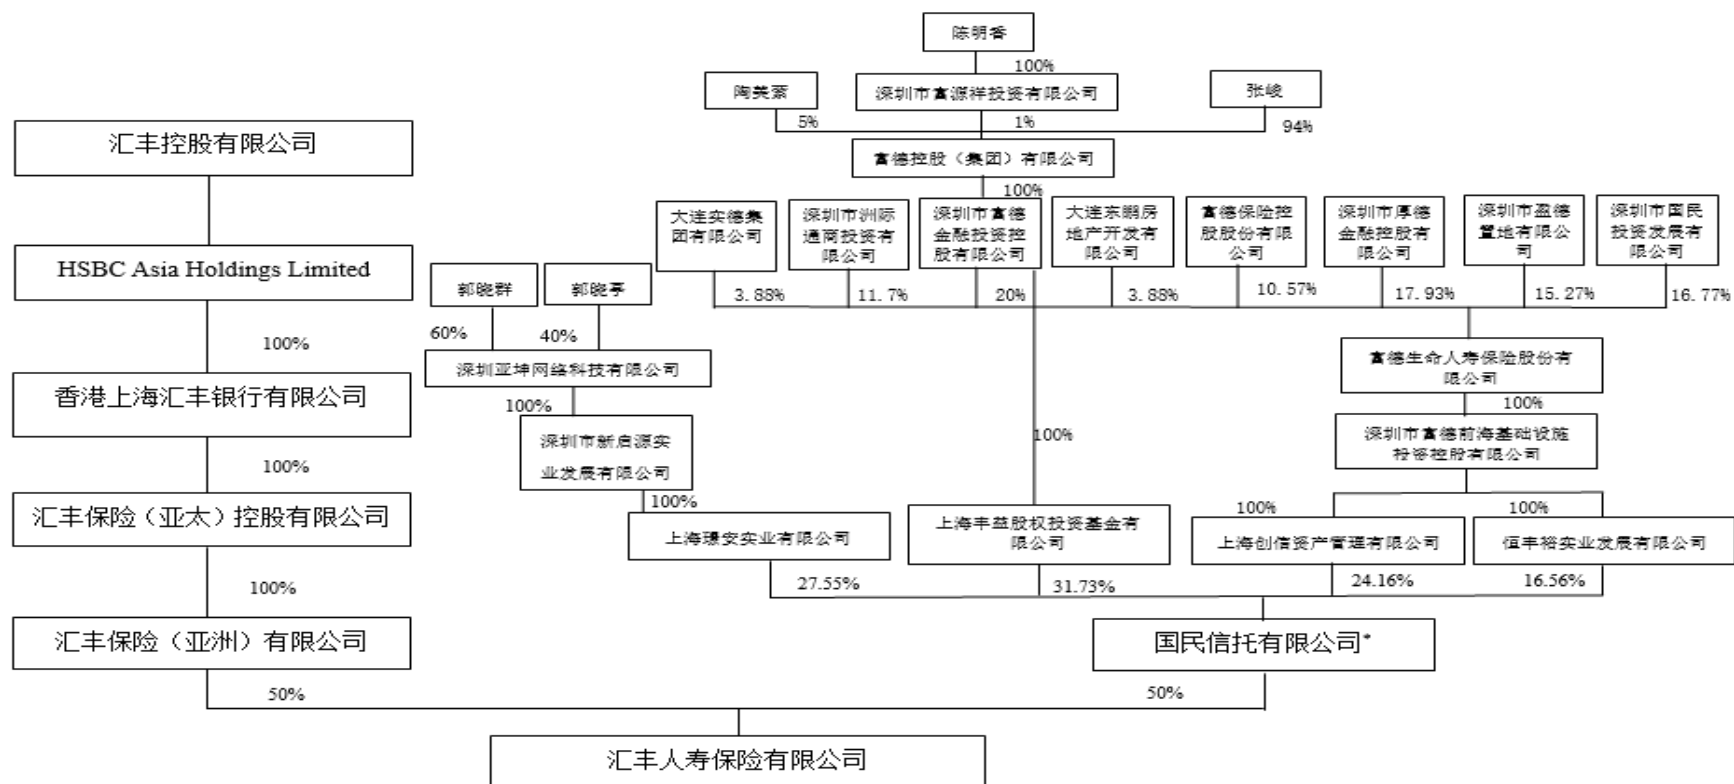 陈明香
100%
陶美萦
深圳市富源祥投资有限公司
张峻
5%
1%
94%
汇丰控股有限公司
富德控股（集团）有限公司
100%
大连实德集
团有限公司
深圳市洲际
通商投资有
限公司
深圳市富德
金融投资控
股有限公司
大连东鹏房
地产开发有
限公司
富德保险控
股股份有限
公司
深圳市厚德
金融控股有
限公司
深圳市盈德
置地有限公
司
深圳市国民
投资发展有
限公司
HSBC Asia Holdings Limited
郭晓群
郭晓亭
3.88%
11.7%
20%
3.88%
10.57%
17.93%
15.27%
16.77%
60%
40%
100%
深圳亚坤网络科技有限公司
富德生命人寿保险股份有
限公司
香港上海汇丰银行有限公司
100%
100%
深圳市新启源实
业发展有限公司
100%
深圳市富德前海基础设施
投资控股有限公司
100%
100%
100%
100%
汇丰保险（亚太）控股有限公司
上海璟安实业有限公司
上海丰益股权投资基金有
限公司
上海创信资产管理有限公司
恒丰裕实业发展有限公司
100%
27.55%
31.73%
24.16%
16.56%
汇丰保险（亚洲）有限公司
国民信托有限公司*
50%
50%
汇丰人寿保险有限公司